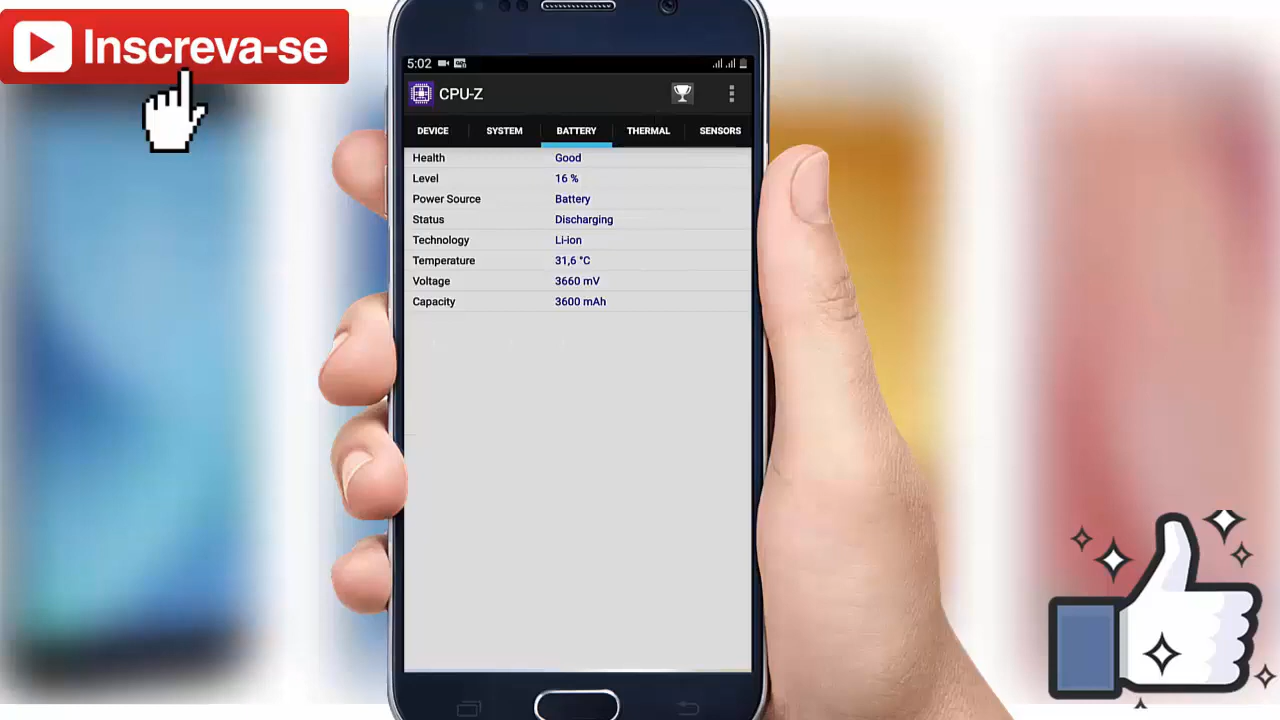 Inscreva-se
5:02
CPU-Z
DEVICE SYSTEM BATTERY THERMAL SENSORS
Health Good
Level 16 %
Power Source Battery
Status Discharging
Technology Li-ion
Temperature 31,6 °C
Voltage 3660 mV
Capacity 3600 mAh